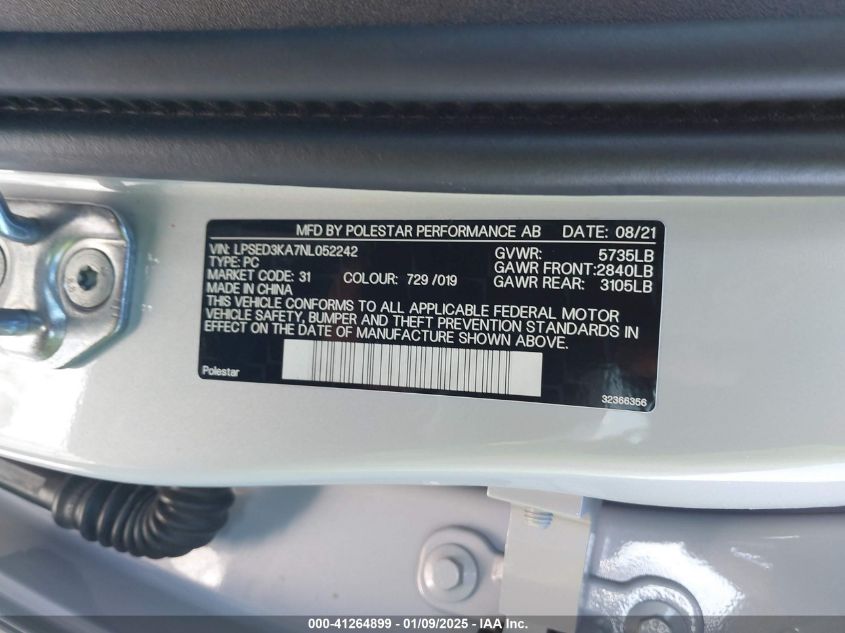 MFD BY POLESTAR PERFORMANCE AB DATE: 08/21
VIN: LPSED3KA7NL052242 GVWR: 5735LB
TYPE: PC GAWR FRONT:2840LB
MARKET CODE: 31 COLOUR: 729 /019 GAWR REAR: 3105LB
MADE IN CHINA
THIS VEHICLE CONFORMS TO ALL APPLICABLE FEDERAL MOTOR
VEHICLE SAFETY, BUMPER AND THEFT PREVENTION STANDARDS IN
EFFECT ON THE DATE OF MANUFACTURE SHOWN ABOVE.
Polestar
32366356
000-41264899 - 01/09/2025 - IAA Inc.